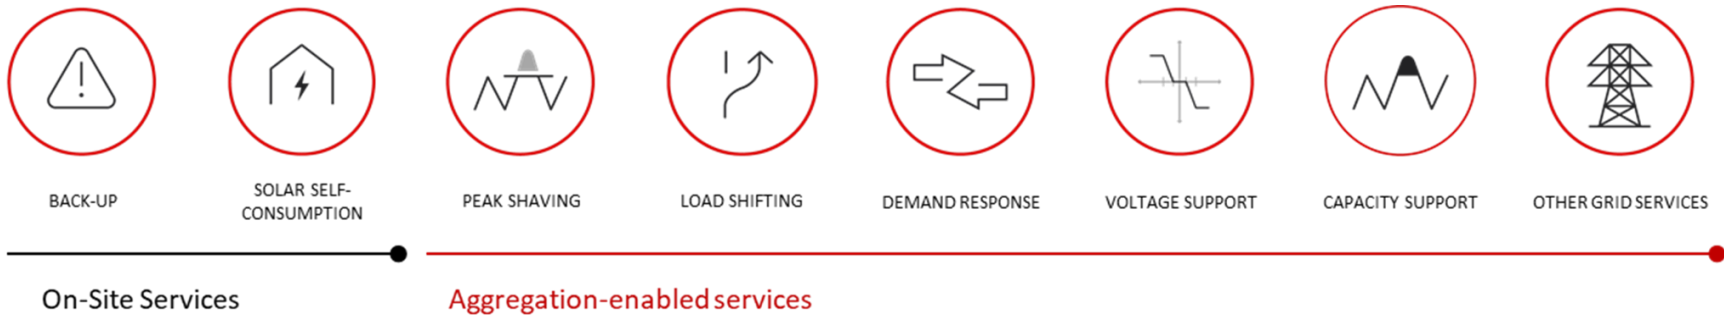 BACK-UP
SOLAR SELF-
CONSUMPTION
PEAK SHAVING
LOAD SHIFTING
DEMAND RESPONSE
VOLTAGE SUPPORT
CAPACITY SUPPORT
OTHER GRID SERVICES
On-Site Services
Aggregation-enabled services